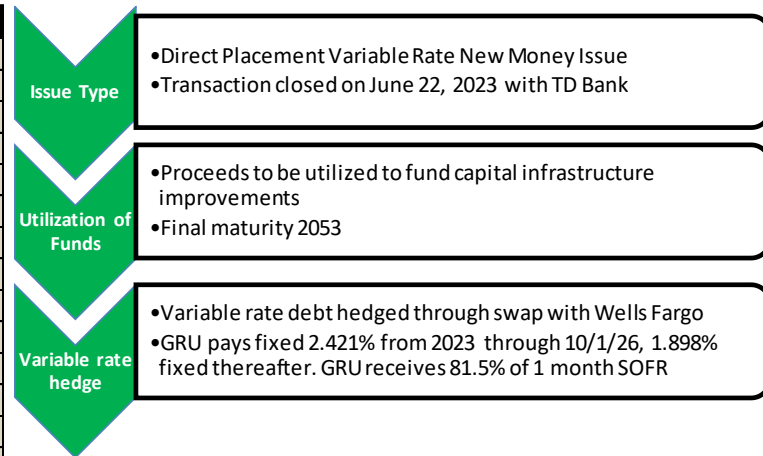 Issue Type
•Direct Placement Variable Rate New Money Issue
•Transaction closed on June 22, 2023 with TD Bank
Utilization of
Funds
•Proceeds to be utilized to fund capital infrastructure
improvements
•Final maturity 2053
Variable rate
hedge
•Variable rate debt hedged through swap with Wells Fargo
•GRU pays fixed 2.421% from 2023 through 10/1/26, 1.898%
fixed thereafter. GRU receives 81.5% of 1 month SOFR